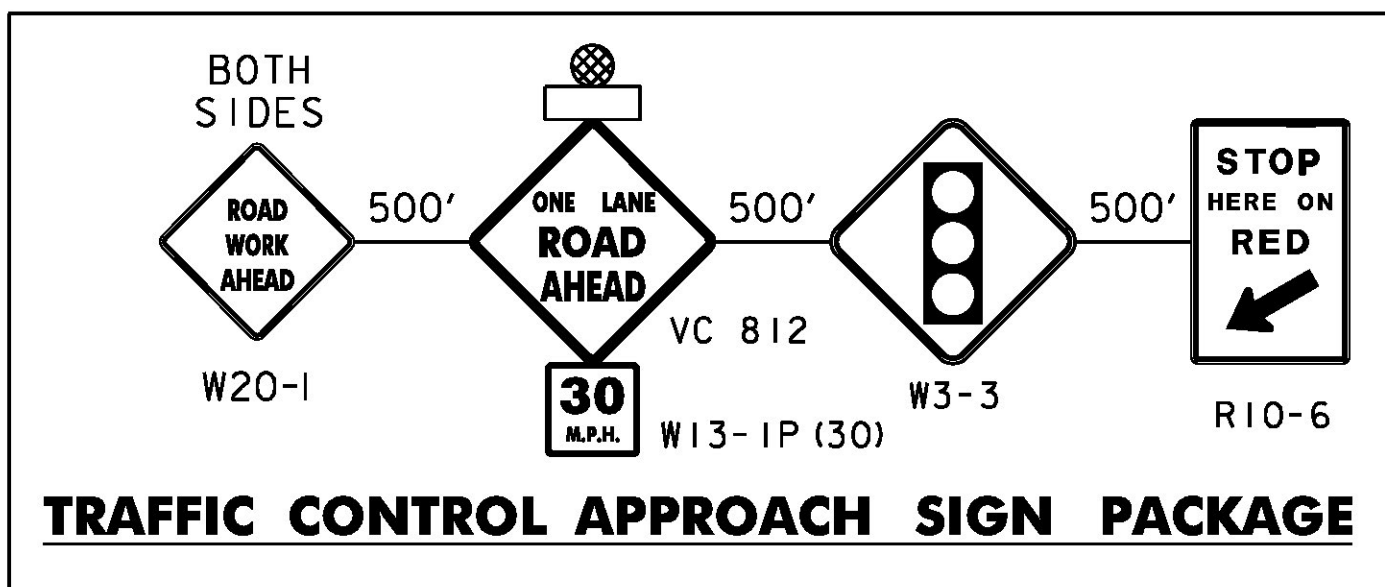 BOTH
SIDES
ROAD
WORK
AHEAD
W20-1
500'
ONE LANE
ROAD
AHEAD
VC 812
30
M.P.H.
W13-1P (30)
500'
W3-3
500'
STOP
HERE ON
RED
R10-6
TRAFFIC CONTROL APPROACH SIGN PACKAGE